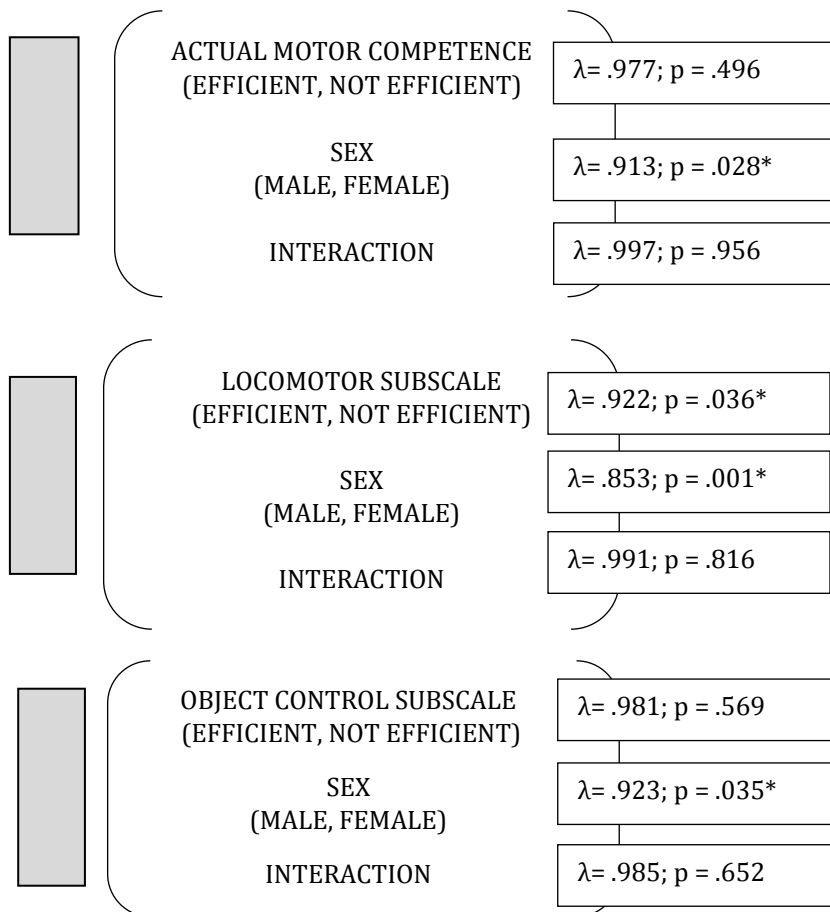 ACTUAL MOTOR COMPETENCE
(EFFICIENT, NOT EFFICIENT)
λ= .977; p = .496
SEX
(MALE, FEMALE)
λ= .913; p = .028*
INTERACTION
λ= .997; p = .956
LOCOMOTOR SUBSCALE
(EFFICIENT, NOT EFFICIENT)
λ= .922; p = .036*
SEX
(MALE, FEMALE)
λ= .853; p = .001*
INTERACTION
λ= .991; p = .816
OBJECT CONTROL SUBSCALE
(EFFICIENT, NOT EFFICIENT)
λ= .981; p = .569
SEX
(MALE, FEMALE)
λ= .923; p = .035*
INTERACTION
λ= .985; p = .652